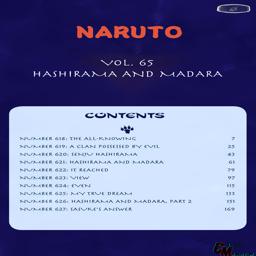 NARUTO
VOL. 65
HASHIRAMA AND MADARA
CONTENTS
NUMBER 618: THE ALL-KNOWING 7
NUMBER 619: A CLAN POSSESSED BY EVIL 25
NUMBER 620: SENJU HASHIRAMA 43
NUMBER 621: HASHIRAMA AND MADARA 61
NUMBER 622: IT REACHED 79
NUMBER 623: VIEW 97
NUMBER 624: EVEN 115
NUMBER 625: MY TRUE DREAM 133
NUMBER 626: HASHIRAMA AND MADARA, PART 2 151
NUMBER 627: SASUKE'S ANSWER 169